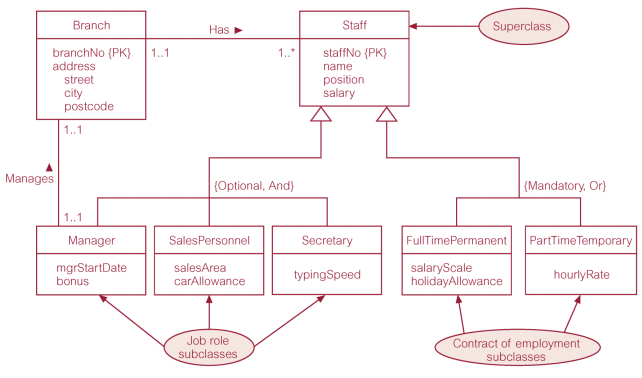 Branch
branchNo {PK}
address
street
city
postcode
Has ►
1..1
1..*
Staff
staffNo {PK}
name
position
salary
Superclass
1..1
Manages ▲
1..1
{Optional, And}
{Mandatory, Or}
Manager
mgrStartDate
bonus
SalesPersonnel
salesArea
carAllowance
Secretary
typingSpeed
FullTimePermanent
salaryScale
holidayAllowance
PartTimeTemporary
hourlyRate
Job role
subclasses
Contract of employment
subclasses